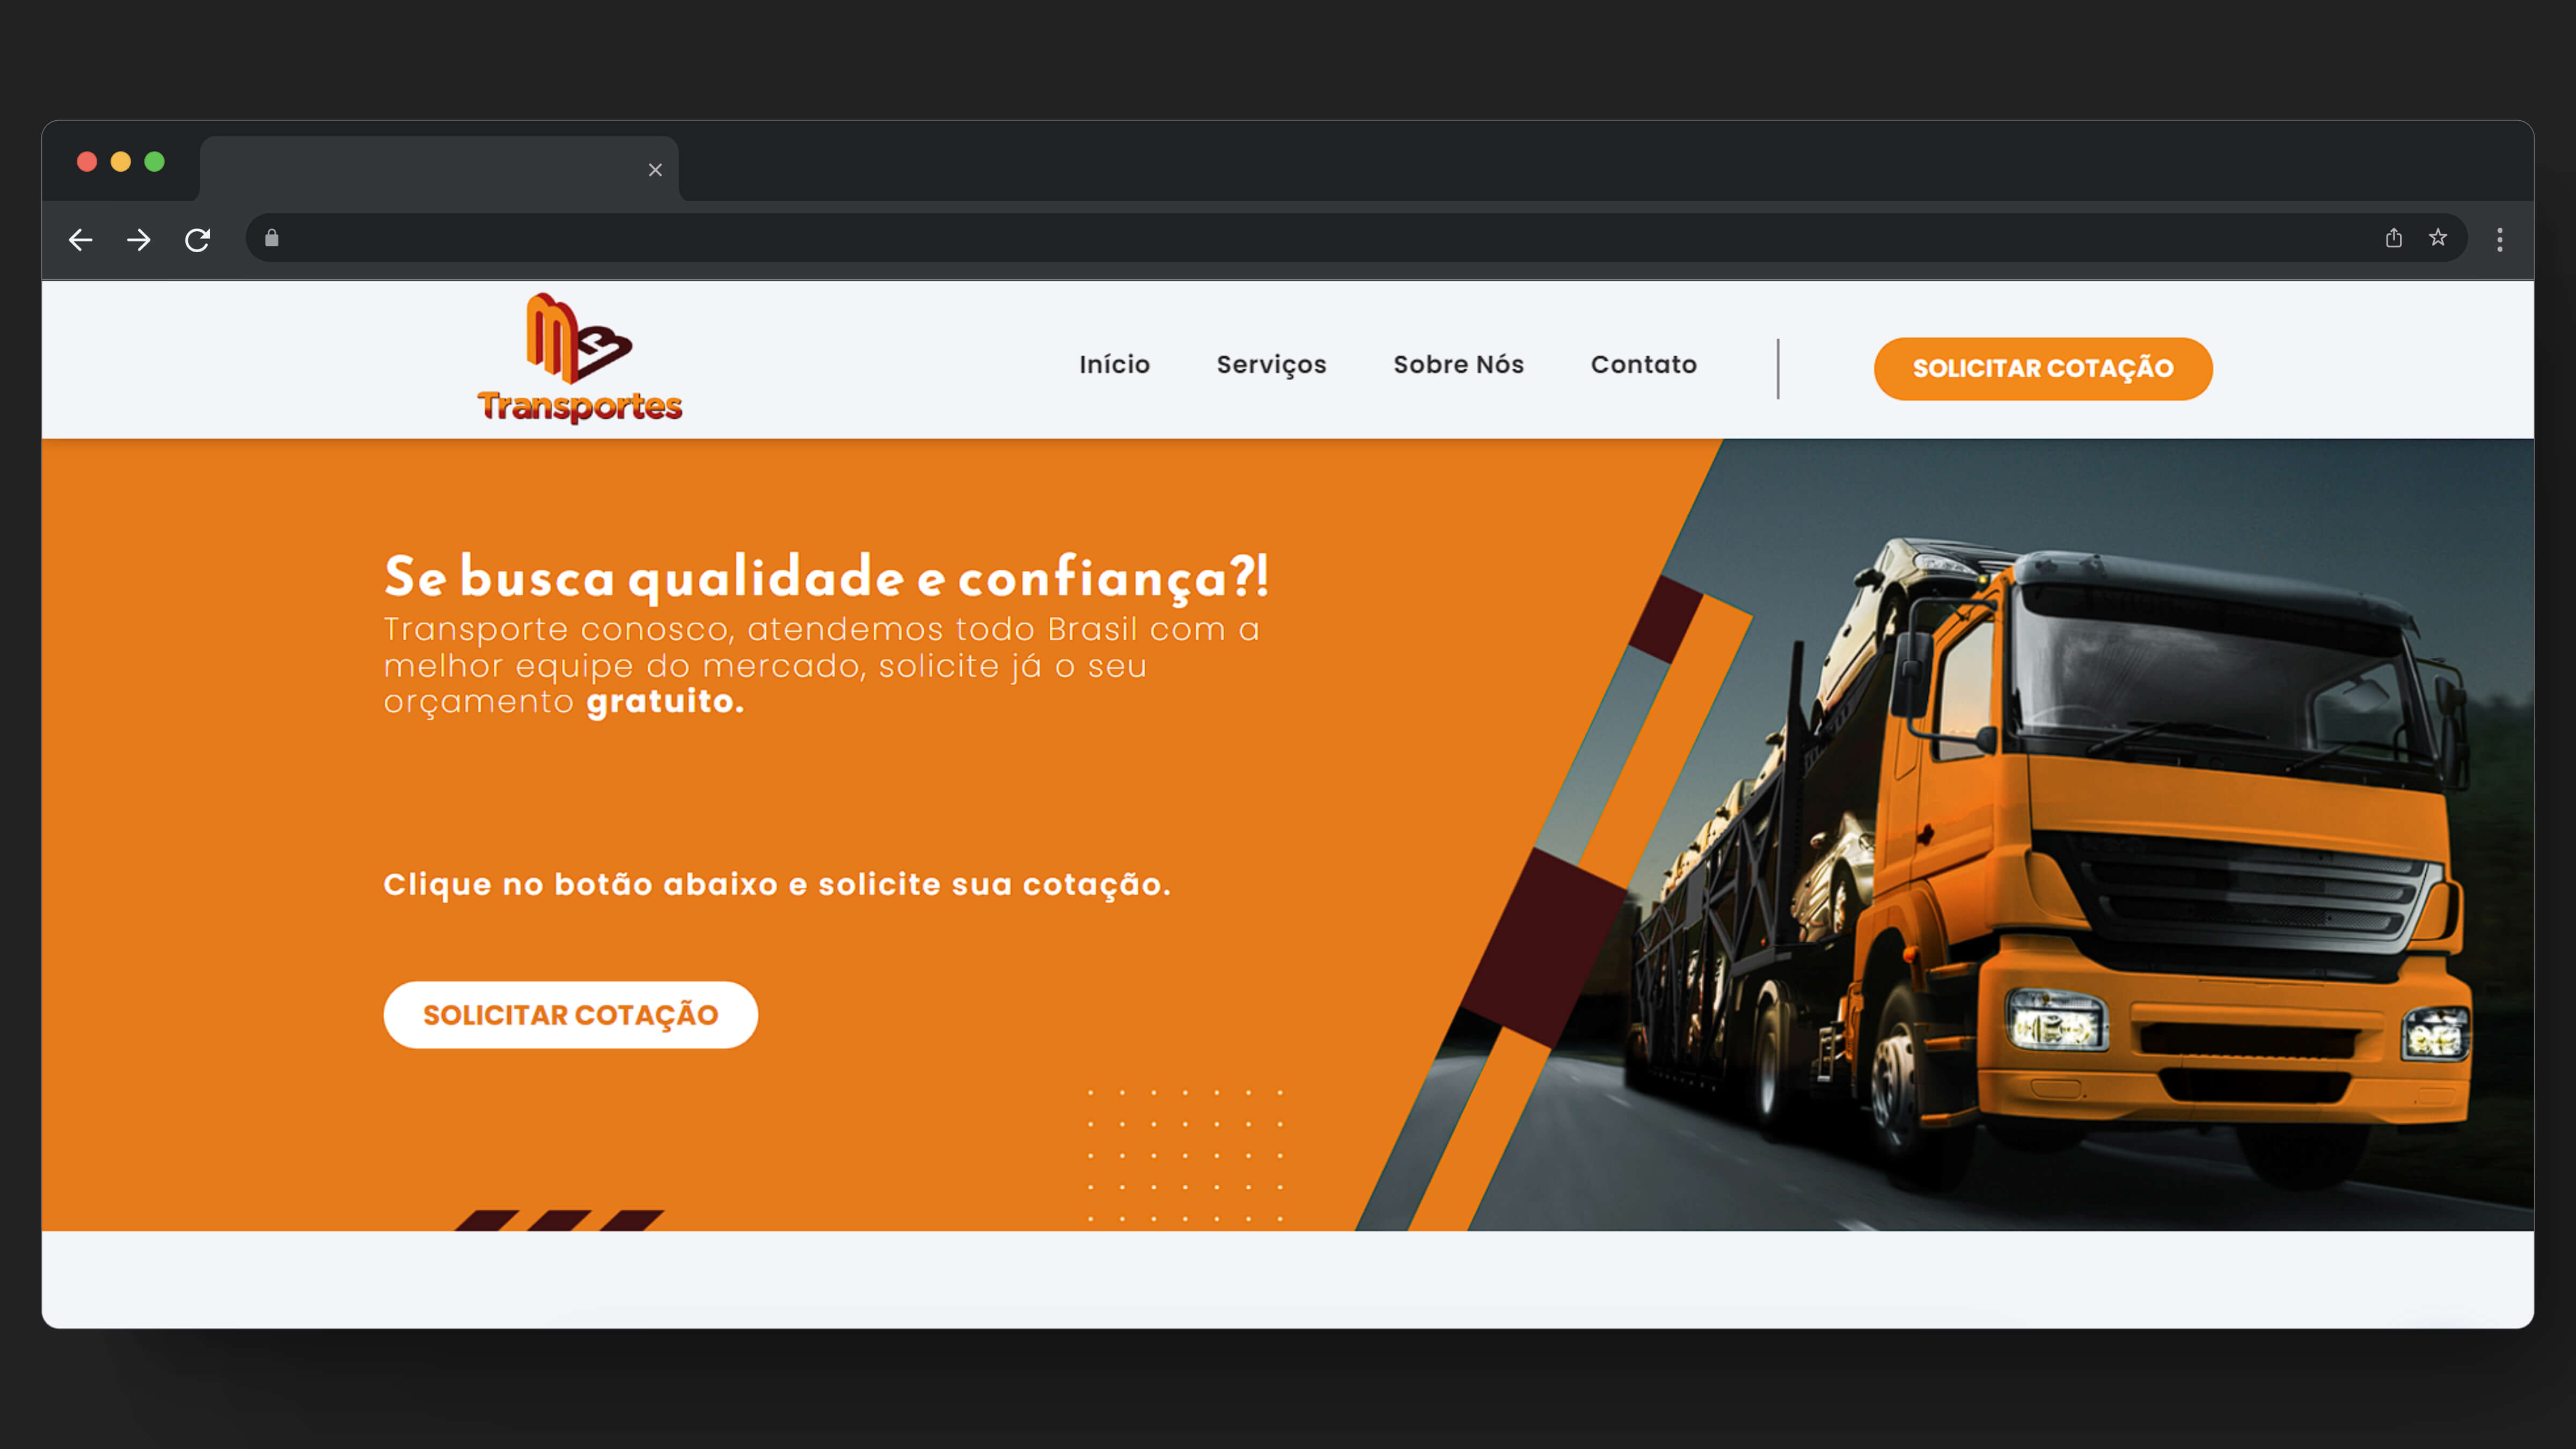 Transportes
Início
Serviços
Sobre Nós
Contato
SOLICITAR COTAÇÃO
Se busca qualidade e confiança?!
Transporte conosco, atendemos todo Brasil com a
melhor equipe do mercado, solicite já o seu
orçamento gratuito.
Clique no botão abaixo e solicite sua cotação.
SOLICITAR COTAÇÃO